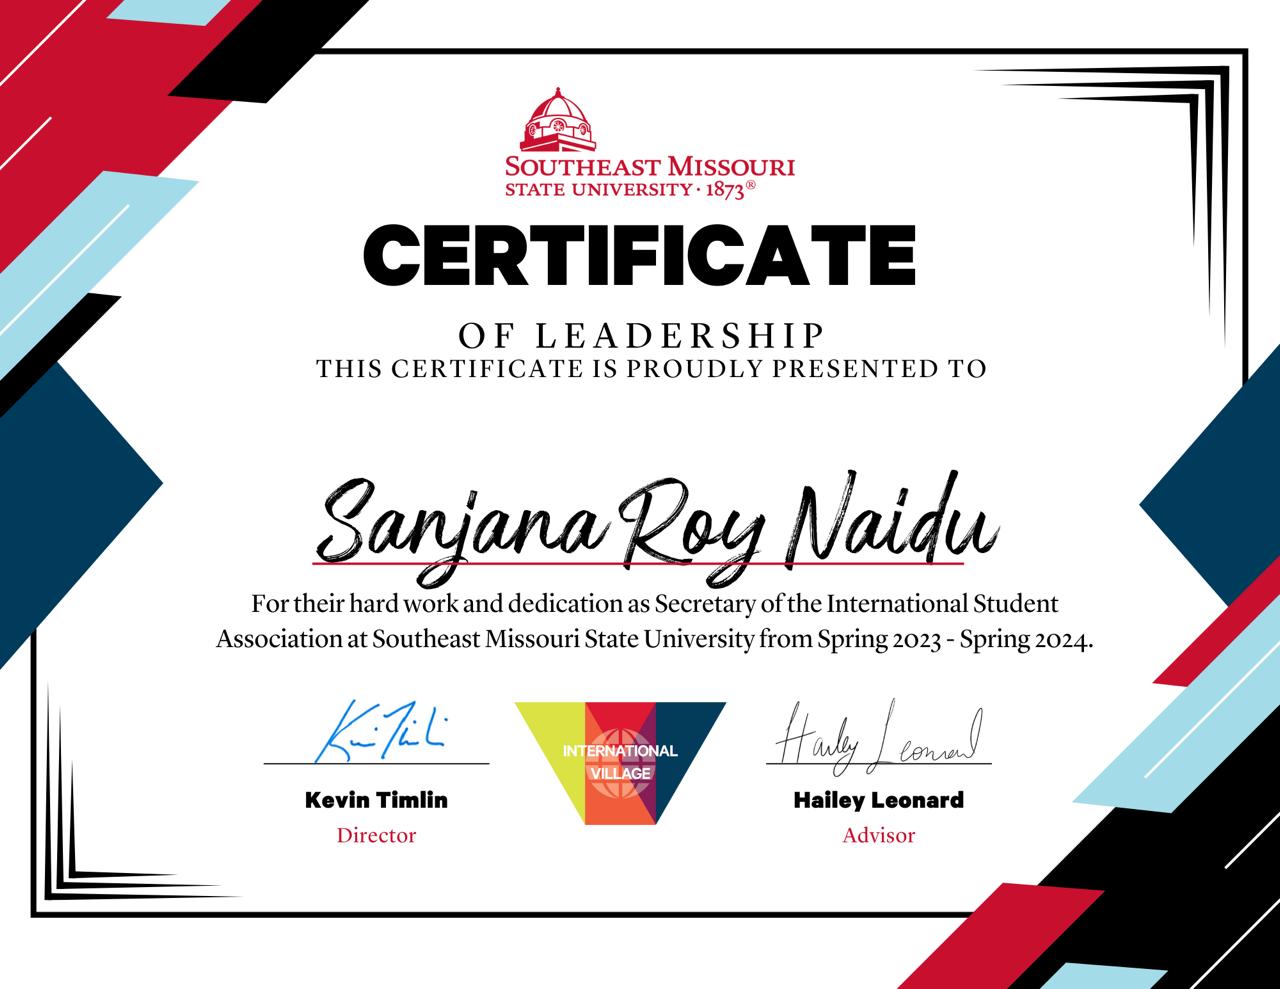 SOUTHEAST MISSOURI
STATE UNIVERSITY · 1873®
CERTIFICATE
OF LEADERSHIP
THIS CERTIFICATE IS PROUDLY PRESENTED TO
Sanjana Roy Naidu
For their hard work and dedication as Secretary of the International Student
Association at Southeast Missouri State University from Spring 2023 - Spring 2024.
Kevin Timlin
Hailey Leonard
INTERNATIONAL
VILLAGE
Kevin Timlin
Hailey Leonard
Director
Advisor